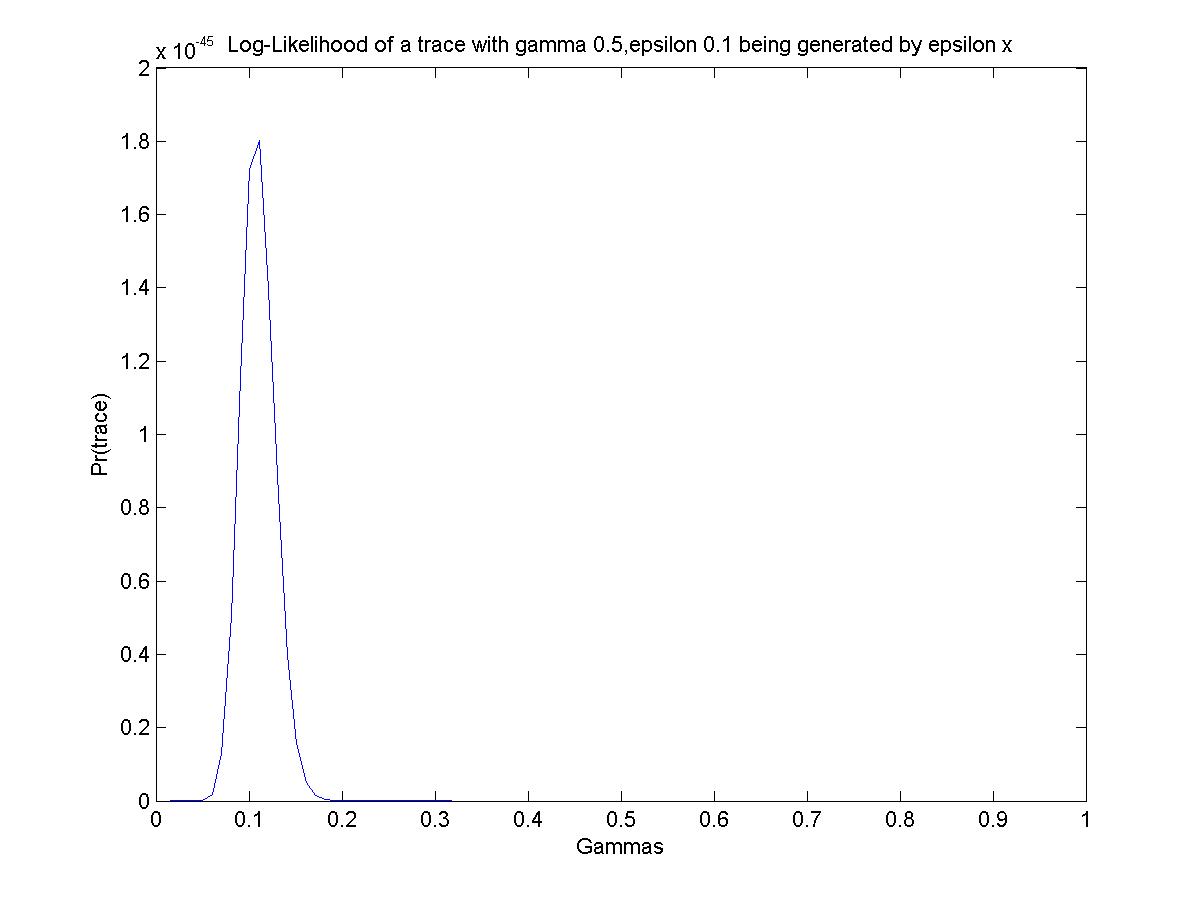 x 10-45 Log-Likelihood of a trace with gamma 0.5,epsilon 0.1 being generated by epsilon x
2
1.8
1.6
1.4
1.2
1
0.8
0.6
0.4
0.2
0
Pr(trace)
0 0.1 0.2 0.3 0.4 0.5 0.6 0.7 0.8 0.9 1
Gammas